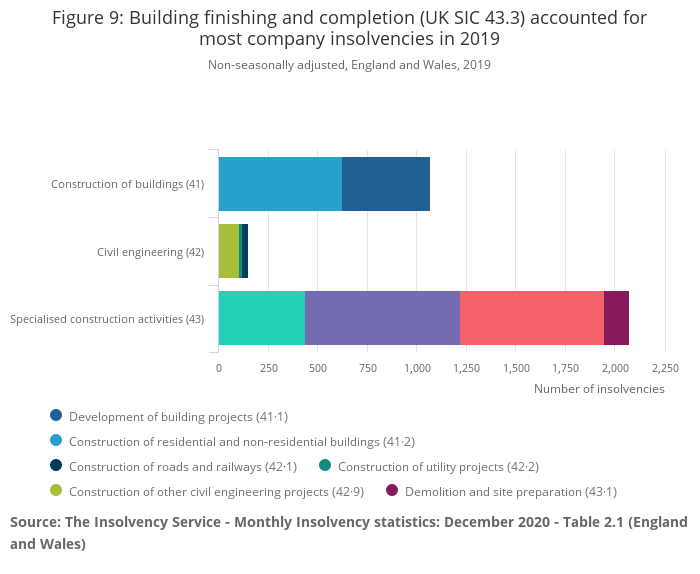 Figure 9: Building finishing and completion (UK SIC 43.3) accounted for
most company insolvencies in 2019
Non-seasonally adjusted, England and Wales, 2019
Construction of buildings (41)
Civil engineering (42)
Specialised construction activities (43)
0 250 500 750 1,000 1,250 1,500 1,750 2,000 2,250
Number of insolvencies
Development of building projects (41·1)
Construction of residential and non-residential buildings (41·2)
Construction of roads and railways (42·1) Construction of utility projects (42·2)
Construction of other civil engineering projects (42·9) Demolition and site preparation (43·1)
Source: The Insolvency Service - Monthly Insolvency statistics: December 2020 - Table 2.1 (England
and Wales)